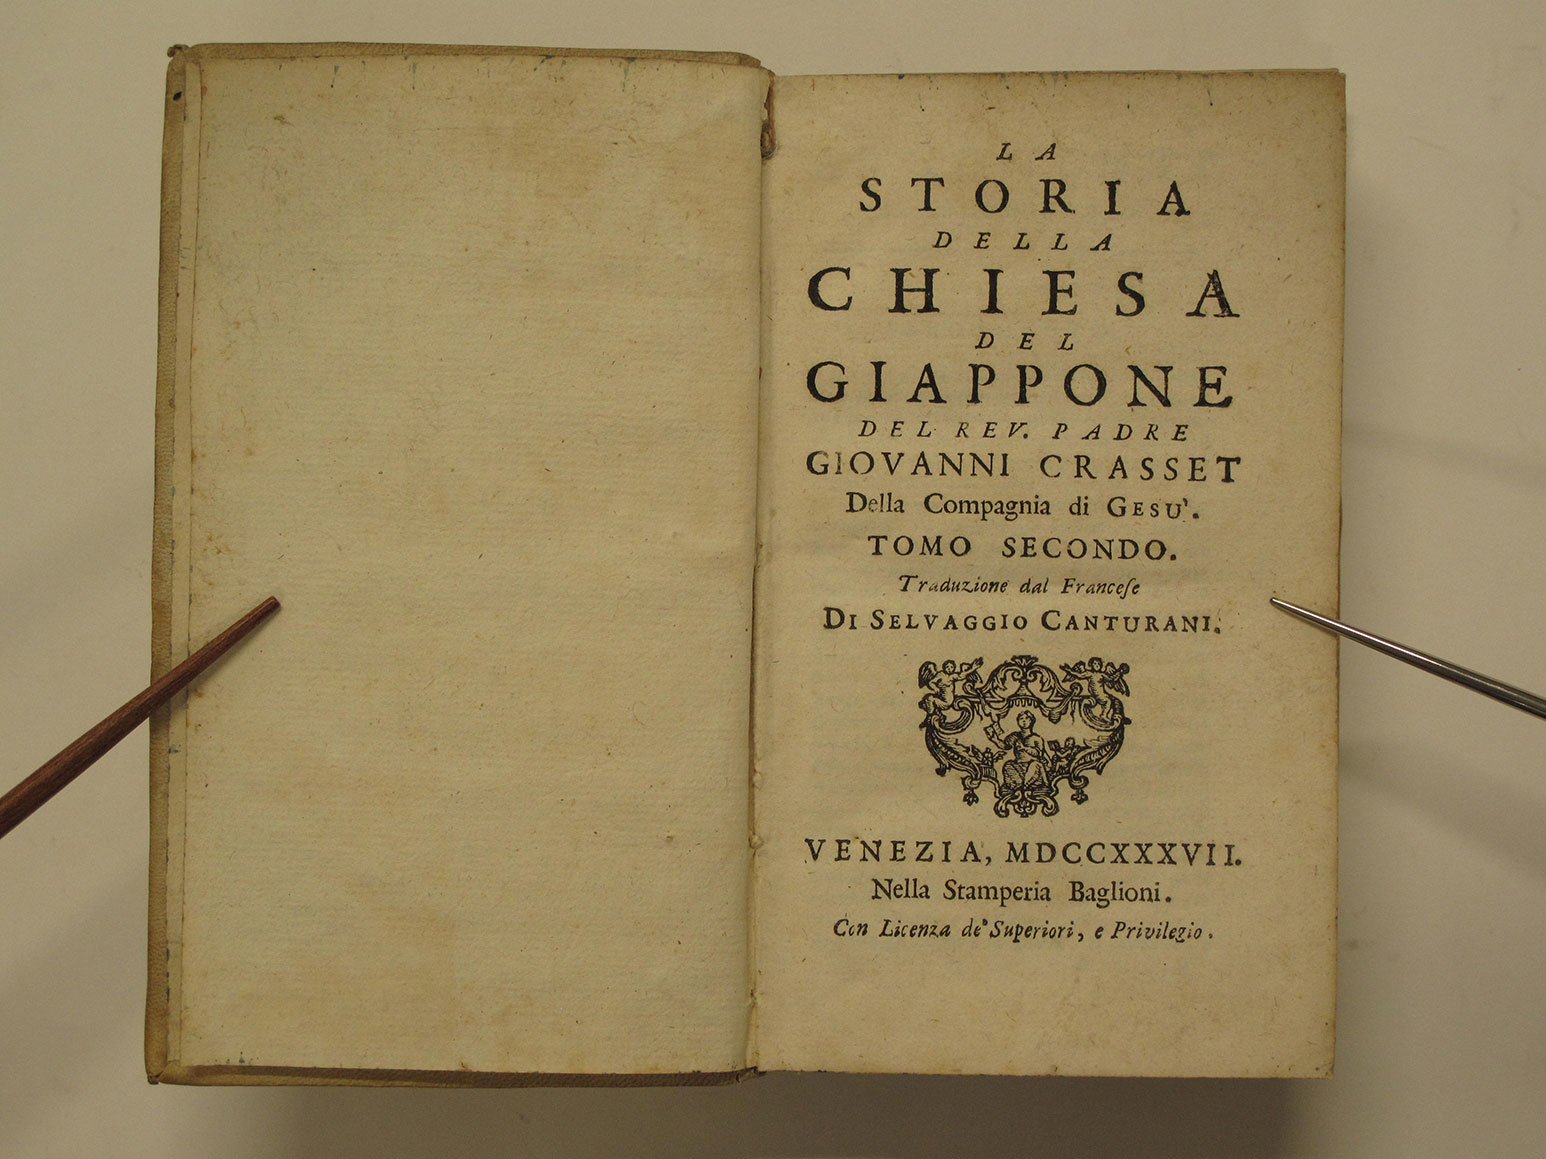 LA
STORIA
DELLA
CHIESA
DEL
GIAPPONE
DEL REV. PADRE
GIOVANNI CRASSET
Della Compagnia di GESU'.
TOMO SECONDO.
Traduzione dal Franceſe
DI SELVAGGIO CANTURANI.
VENEZIA, MDCCXXXVII.
Nella Stamperia Baglioni.
Con Licenza de' Superiori, e Privilegio.